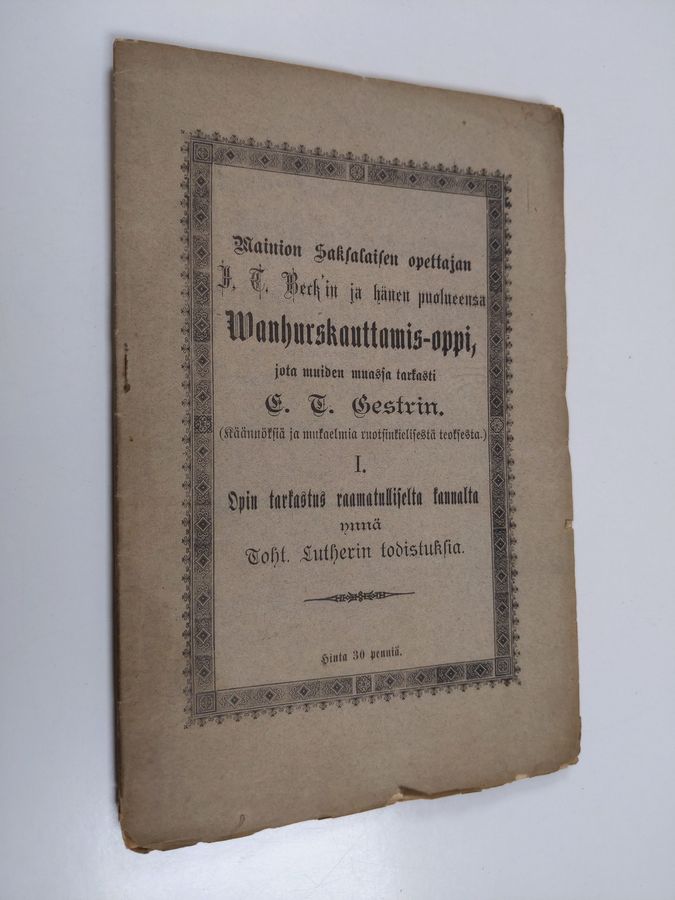 Mainion Saksalaisen opettajan
J. T. Beck'in ja hänen puolueensa
Wanhurskauttamis-oppi,
jota muiden muassa tarkasti
E. T. Gestrin.
(Käännöksiä ja mukaelmia ruotsinkielisestä teoksesta.)
I.
Opin tarkastus raamatulliselta kannalta
ynnä
Toht. Lutherin todistuksia.
Hinta 30 penniä.